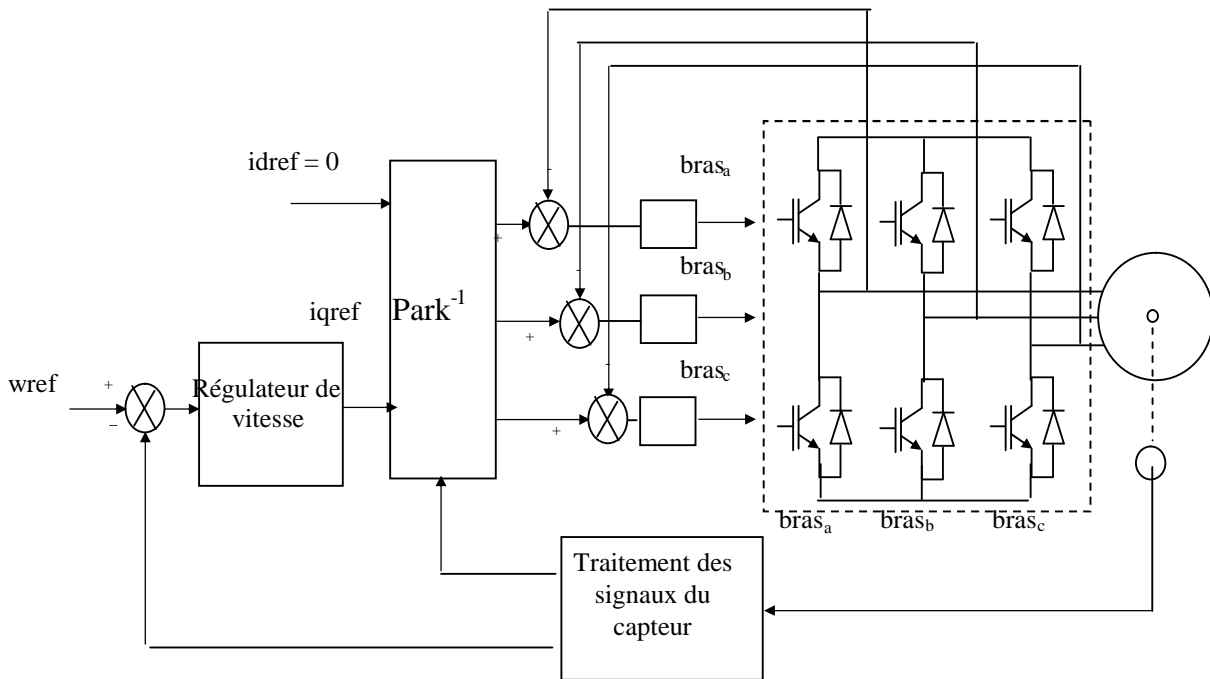 bras_a
idref = 0
-
+
bras_b
-
iqref
Park^-1
+
bras_c
-
wref
+
−
Régulateur de
vitesse
+
bras_a
bras_b
bras_c
Traitement des
signaux du
capteur